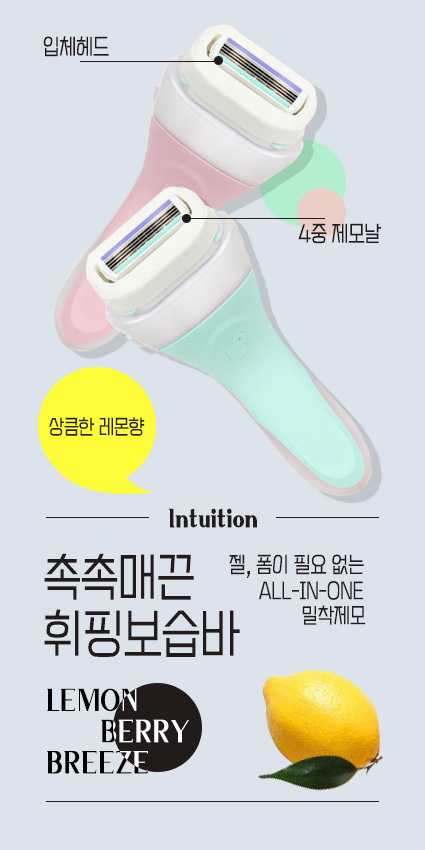 입체헤드
4중 제모날
상큼한 레몬향
Intuition
촉촉매끈
휘핑보습바
젤, 폼이 필요 없는
ALL-IN-ONE
밀착제모
LEMON
BERRY
BREEZE